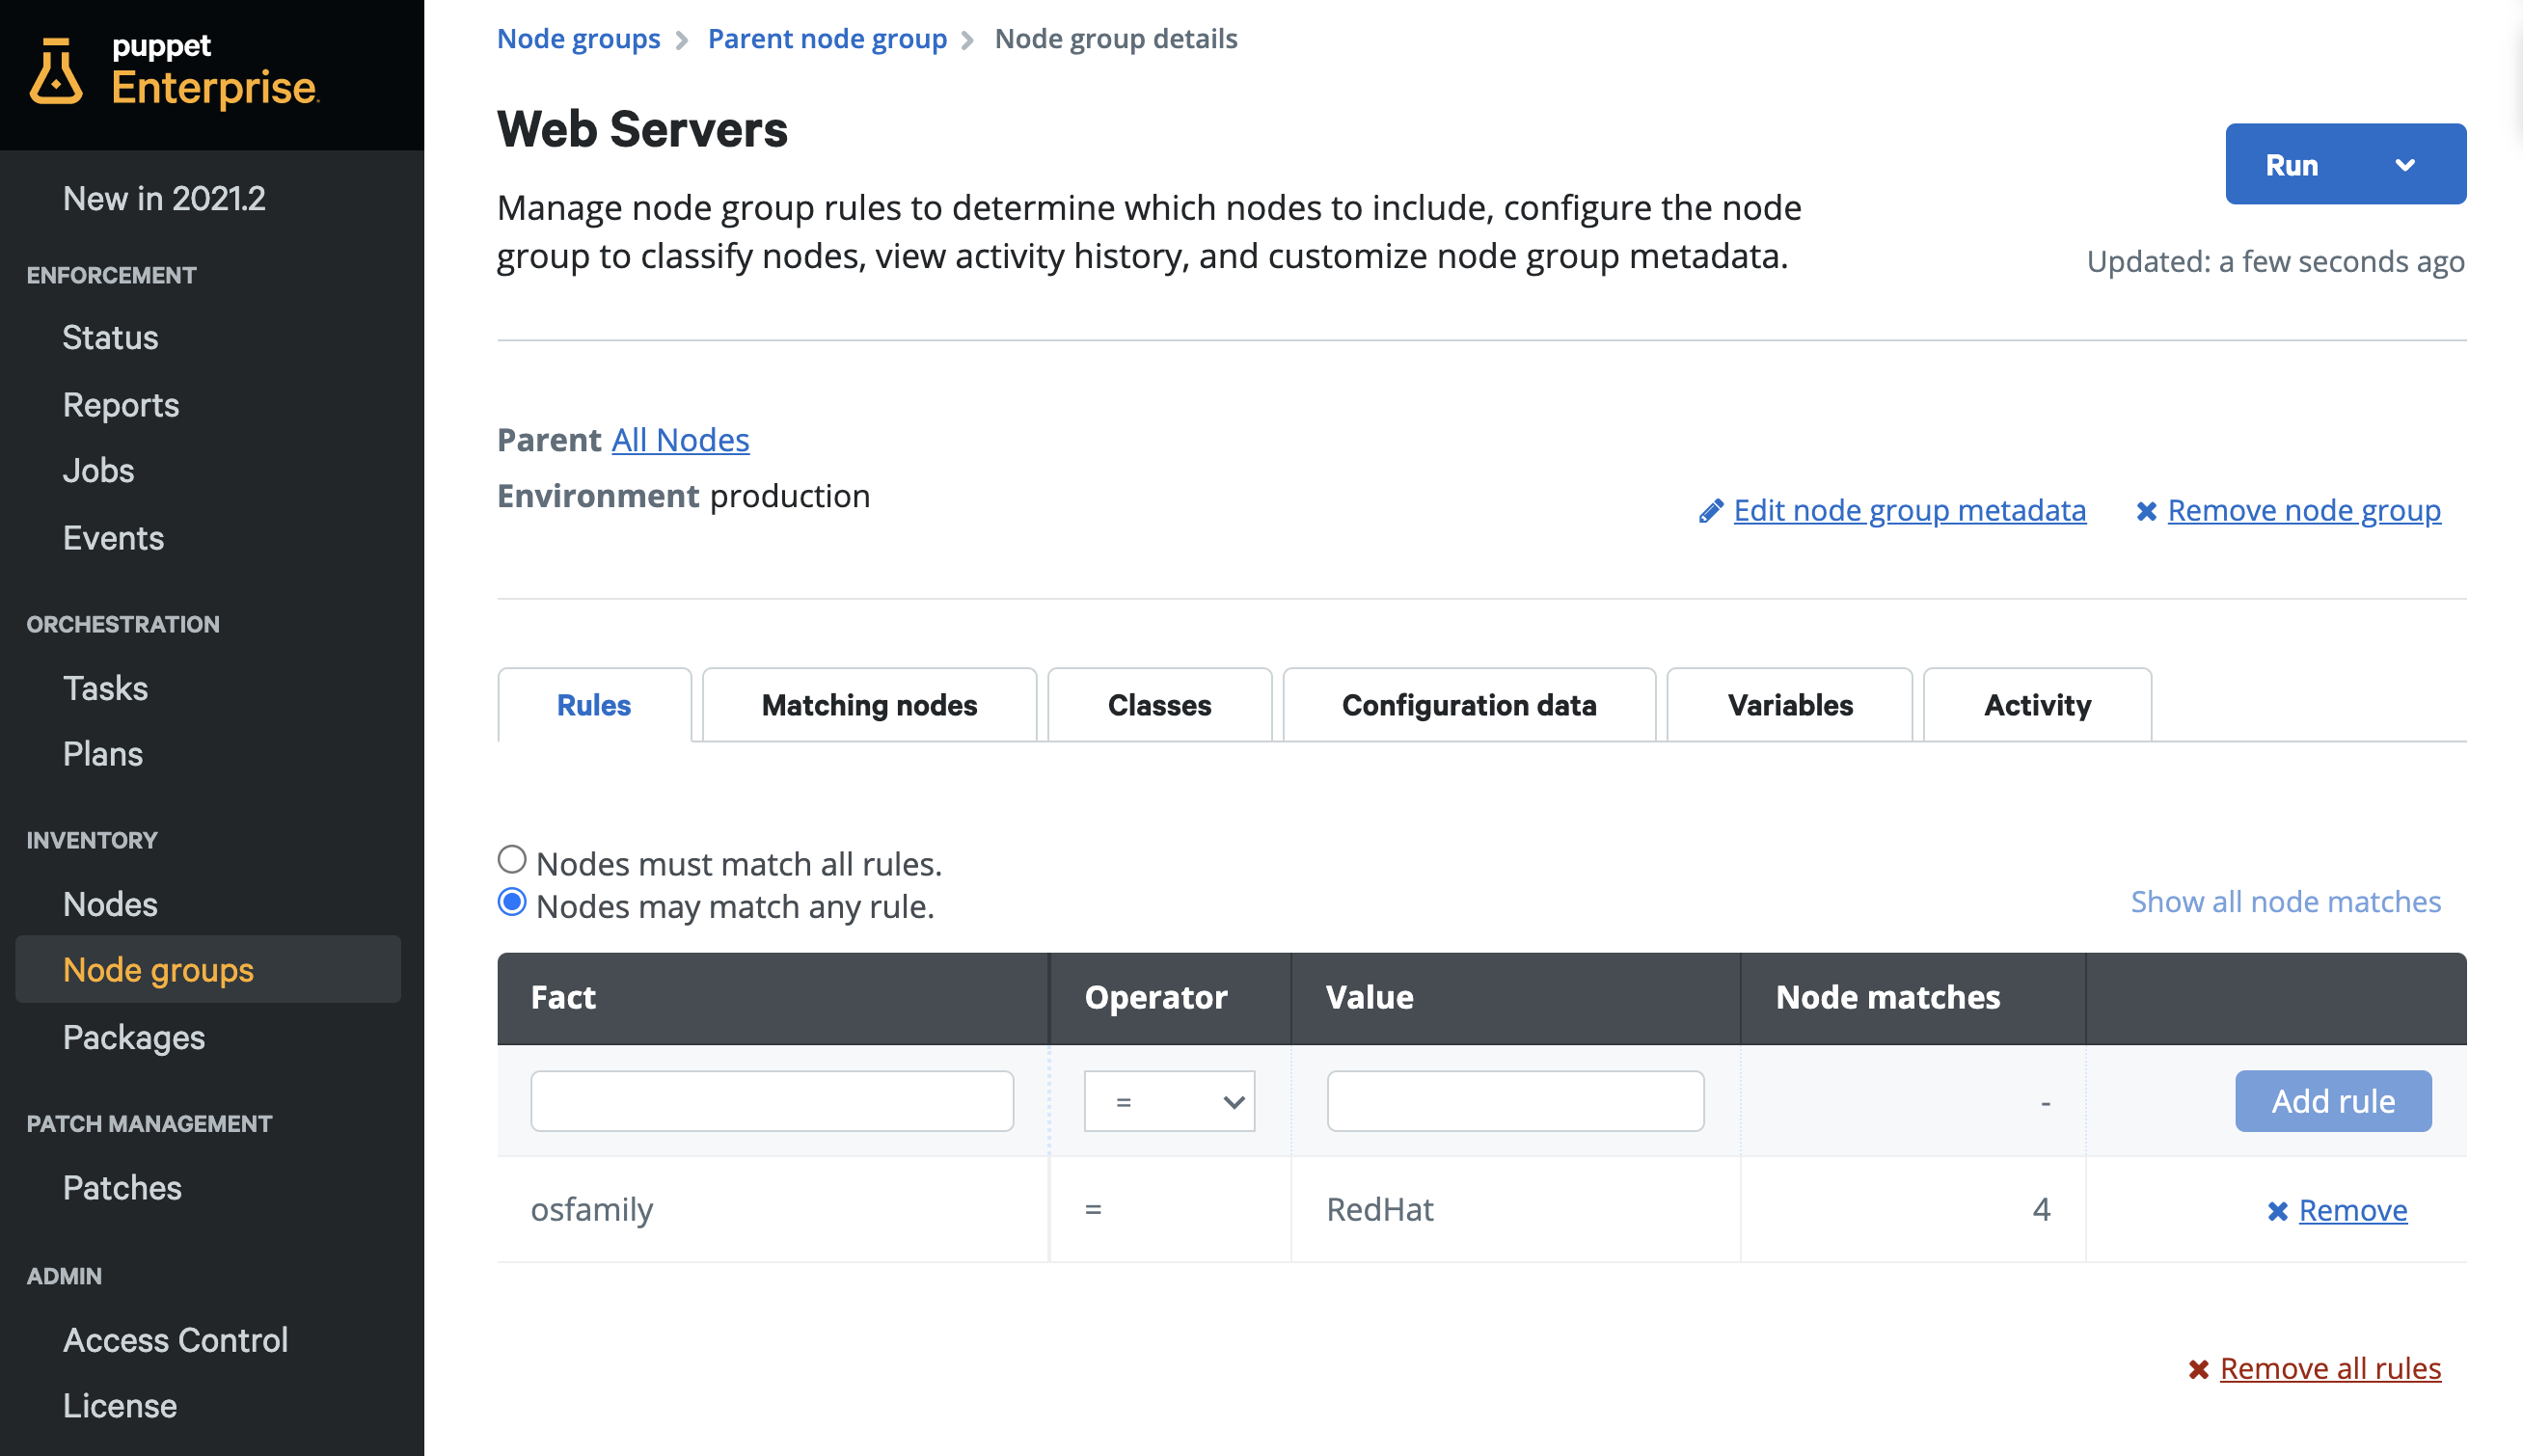 puppet
Enterprise.
New in 2021.2
ENFORCEMENT
Status
Reports
Jobs
Events
ORCHESTRATION
Tasks
Plans
INVENTORY
Nodes
Node groups
Packages
PATCH MANAGEMENT
Patches
ADMIN
Access Control
License
Node groups > Parent node group > Node group details
Web Servers
Run
Manage node group rules to determine which nodes to include, configure the node
group to classify nodes, view activity history, and customize node group metadata.
Updated: a few seconds ago
Parent All Nodes
Environment production
Edit node group metadata
Remove node group
Rules
Matching nodes
Classes
Configuration data
Variables
Activity
Nodes must match all rules.
Nodes may match any rule.
Show all node matches
Fact Operator Value Node matches
= - Add rule
osfamily = RedHat 4 Remove
Remove all rules